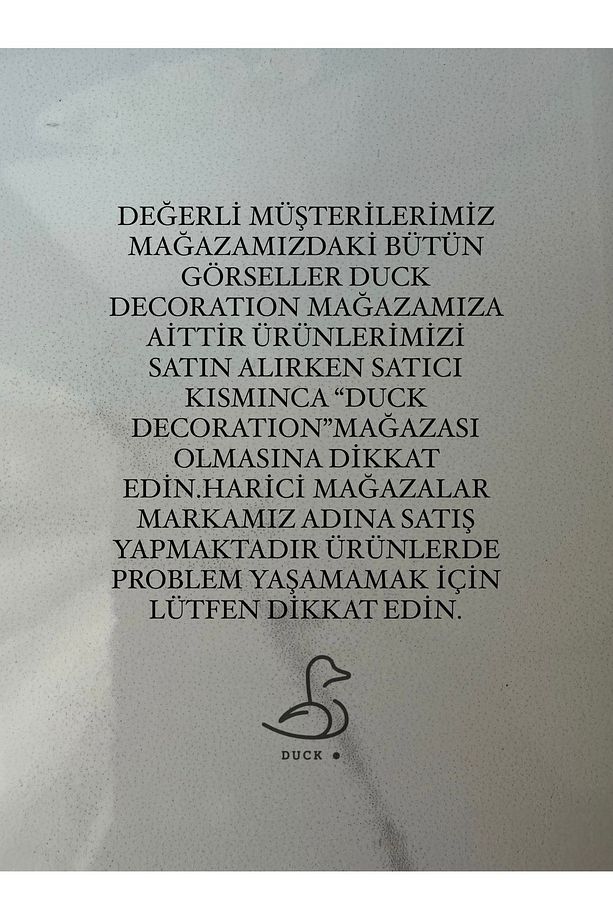 DEĞERLİ MÜŞTERİLERİMİZ
MAĞAZAMIZDAKİ BÜTÜN
GÖRSELLER DUCK
DECORATION MAĞAZAMIZA
AİTTİR ÜRÜNLERİMİZİ
SATIN ALIRKEN SATICI
KISMINCA “DUCK
DECORATION”MAĞAZASI
OLMASINA DİKKAT
EDİN.HARİCİ MAĞAZALAR
MARKAMIZ ADINA SATIŞ
YAPMAKTADIR ÜRÜNLERDE
PROBLEM YAŞAMAMAK İÇİN
LÜTFEN DİKKAT EDİN.
DUCK